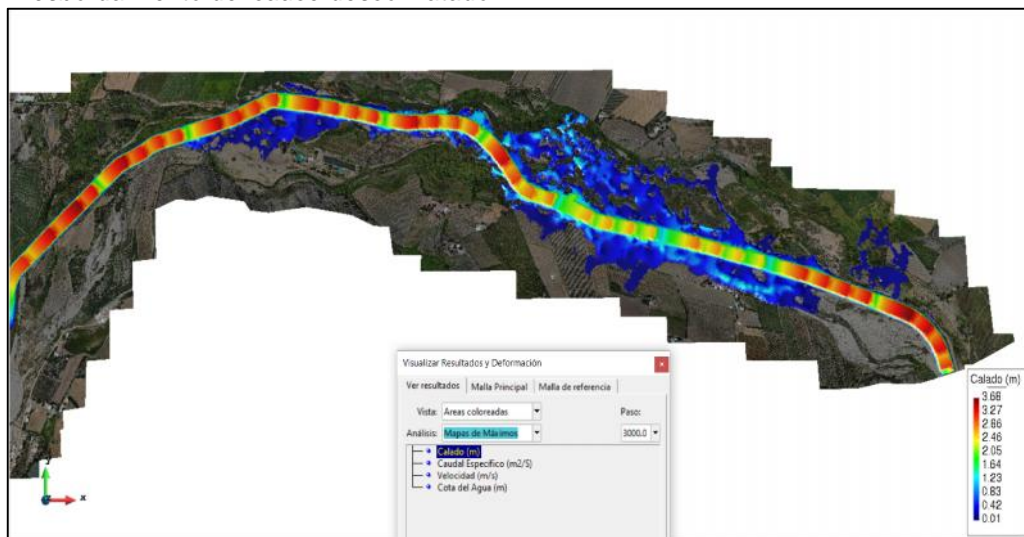 Visualizar Resultados y Deformación
x
Ver resultados Malla Principal Malla de referencia
Vista: Areas coloreadas Paso:
Análisis: Mapas de Máximos 3000.0
Calado (m)
Caudal Específico (m2/S)
Velocidad (m/s)
Cota del Agua (m)
y
x
Calado (m)
3.68
3.27
2.86
2.46
2.05
1.64
1.23
0.83
0.42
0.01